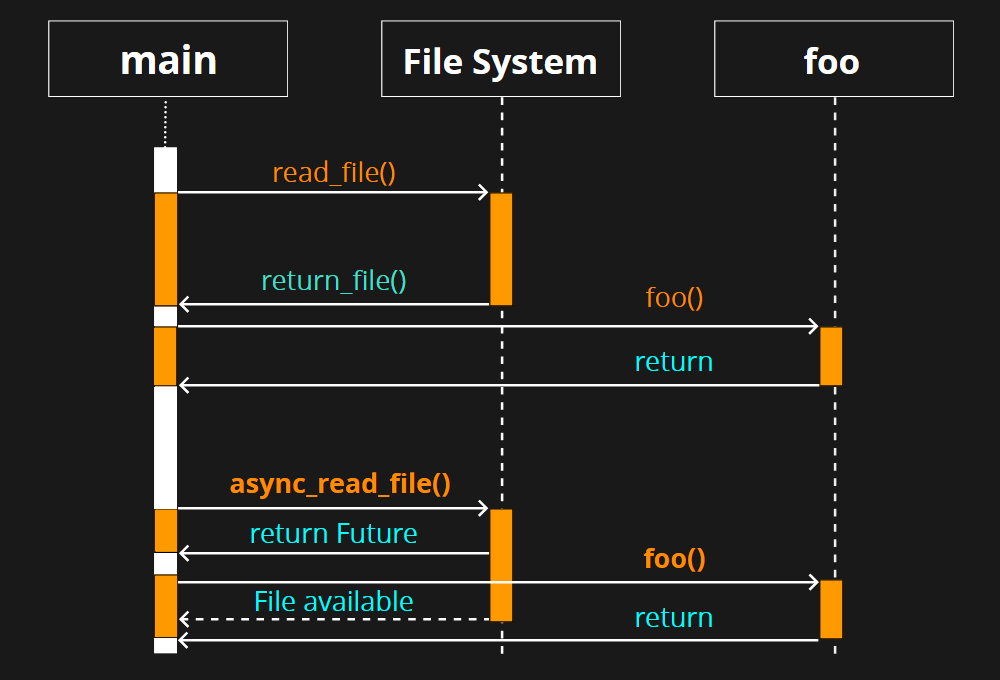 main
File System
foo
read_file()
return_file()
foo()
return
async_read_file()
return Future
foo()
File available
return